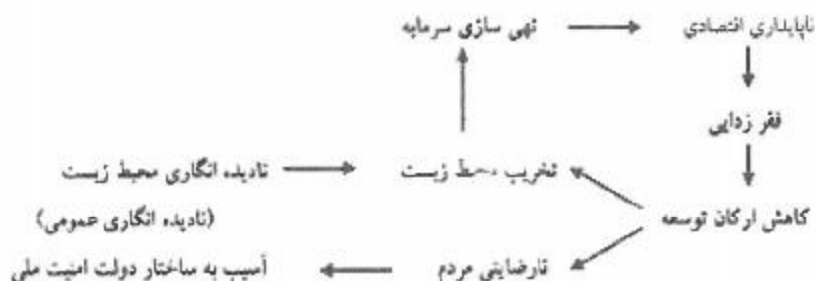 ناپایداری اقتصادی
تهی سازی سرمایه
فقر زدایی
تخریب محیط زیست
نادیده انگاری محیط زیست
کاهش ارکان توسعه
(نادیده انگاری عمومی)
نارضایتی مردم
آسیب به ساختار دولت امنیت ملی